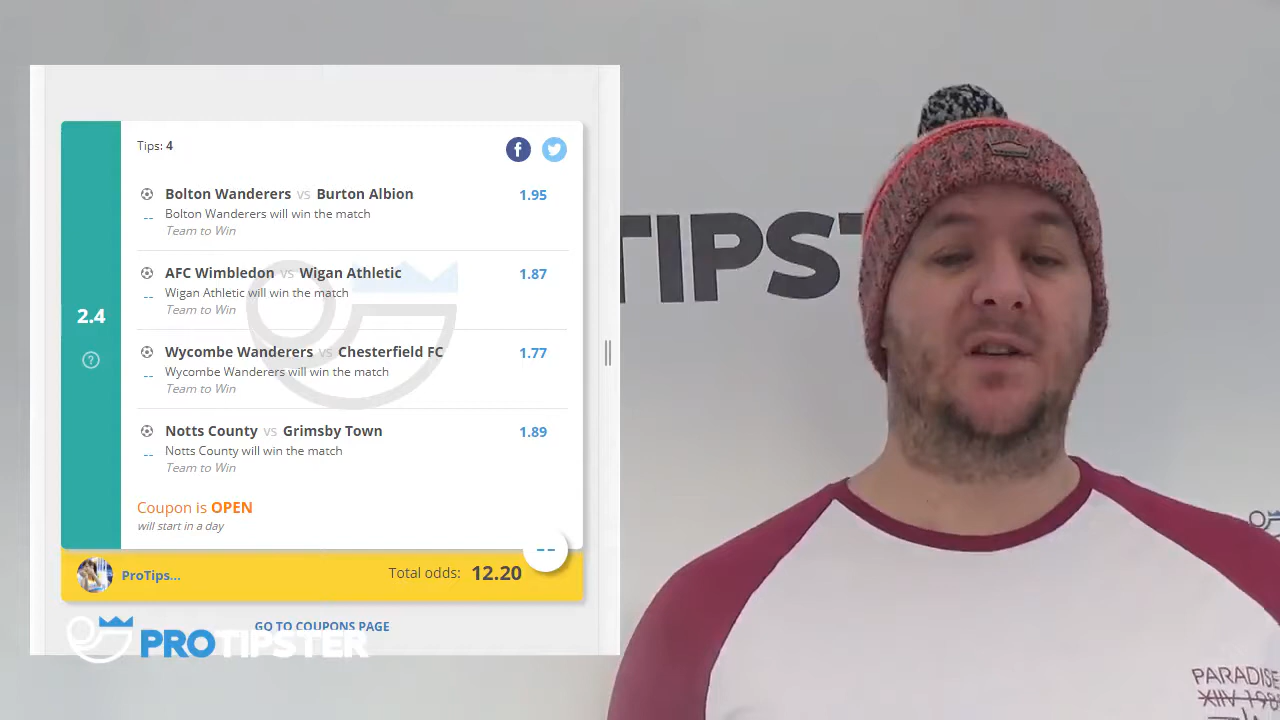 Tips: 4
Bolton Wanderers vs Burton Albion 1.95
-- Bolton Wanderers will win the match
Team to Win
AFC Wimbledon vs Wigan Athletic 1.87
-- Wigan Athletic will win the match
Team to Win
2.4
?
Wycombe Wanderers vs Chesterfield FC 1.77
-- Wycombe Wanderers will win the match
Team to Win
Notts County vs Grimsby Town 1.89
-- Notts County will win the match
Team to Win
Coupon is OPEN
will start in a day
--
ProTips... Total odds: 12.20
GO TO COUPONS PAGE
PROTIPSTER
TIPST
PARADISE